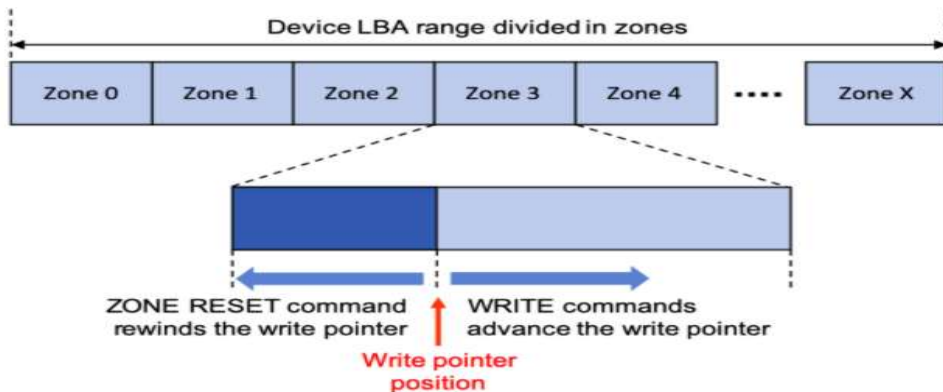 Device LBA range divided in zones
Zone 0 Zone 1 Zone 2 Zone 3 Zone 4 Zone X
ZONE RESET command
rewinds the write pointer
WRITE commands
advance the write pointer
Write pointer
position